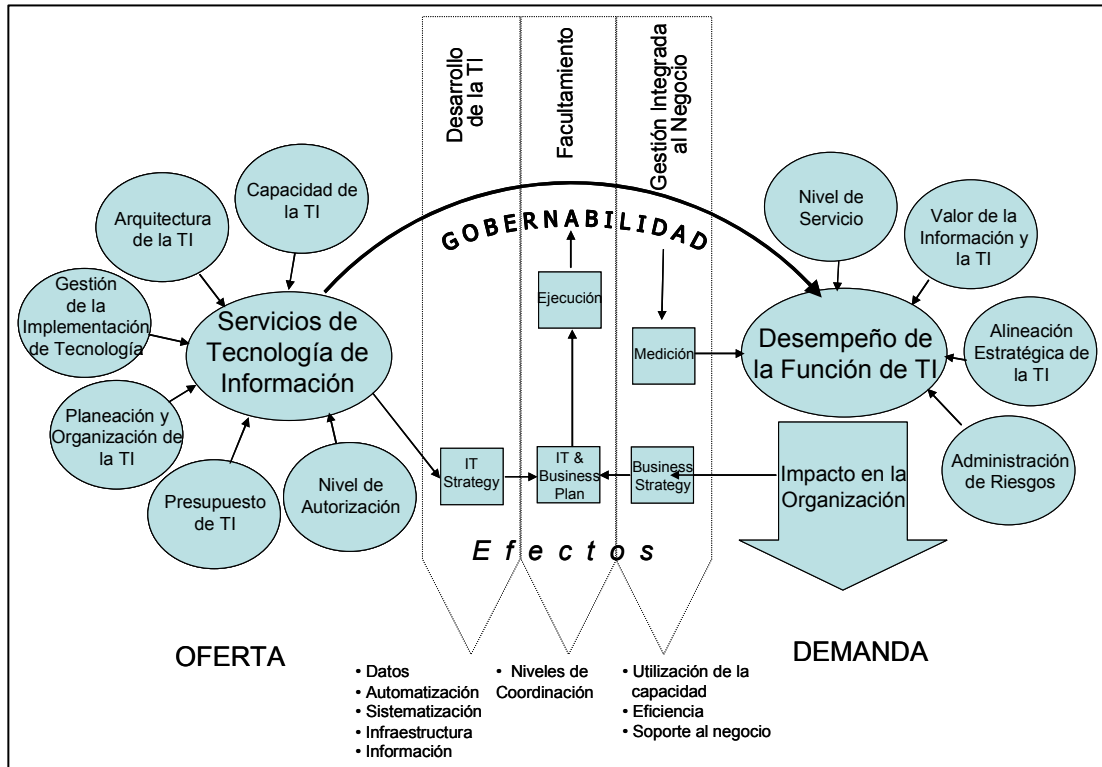 Desarrollo
de la TI
Facultamiento
Gestión Integrada
al Negocio
Capacidad de
la TI
Arquitectura
de la TI
Gestión
de la
Implementación
de Tecnología
Planeación y
Organización de
la TI
Presupuesto
de TI
Nivel de
Autorización
Servicios de
Tecnología de
Información
GOBERNABILIDAD
Ejecución
Medición
IT
Strategy
IT &
Business
Plan
Business
Strategy
Efectos
Nivel de
Servicio
Valor de la
Información y
la TI
Desempeño de
la Función de TI
Alineación
Estratégica de
la TI
Administración
de Riesgos
Impacto en la
Organización
OFERTA
DEMANDA
• Datos
• Automatización
• Sistematización
• Infraestructura
• Información
• Niveles de
Coordinación
• Utilización de la
capacidad
• Eficiencia
• Soporte al negocio